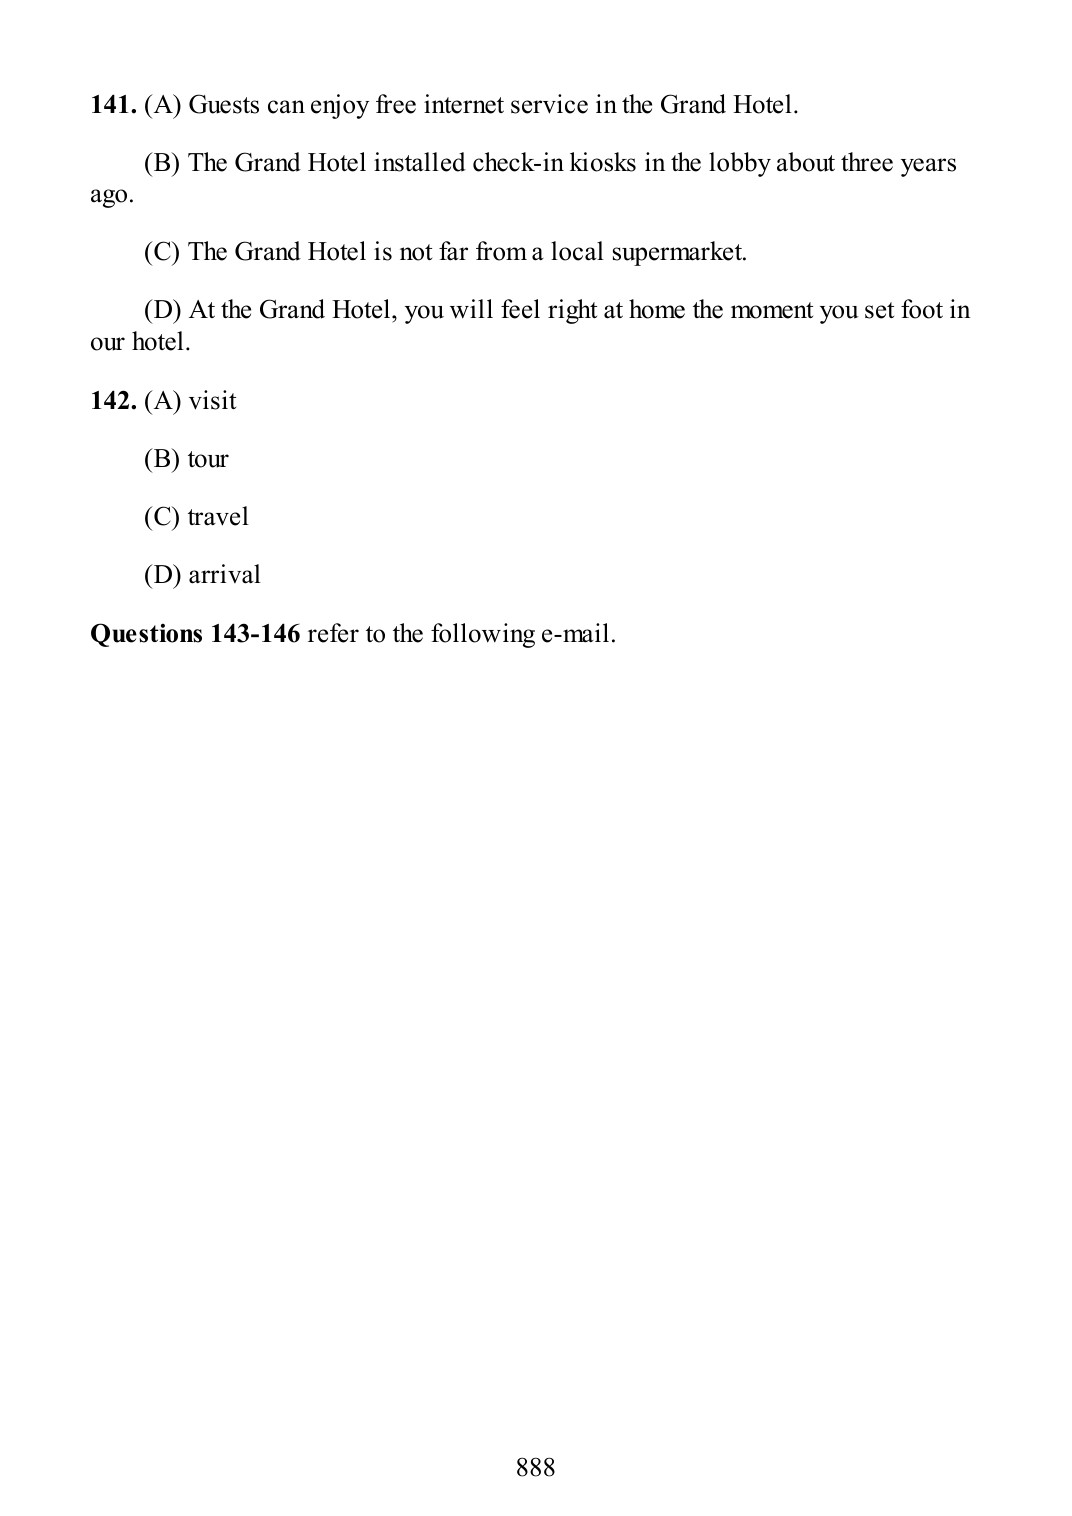 141. (A) Guests can enjoy free internet service in the Grand Hotel.
(B) The Grand Hotel installed check-in kiosks in the lobby about three years
ago.
(C) The Grand Hotel is not far from a local supermarket.
(D) At the Grand Hotel, you will feel right at home the moment you set foot in
our hotel.
142. (A) visit
(B) tour
(C) travel
(D) arrival
Questions 143-146 refer to the following e-mail.
888